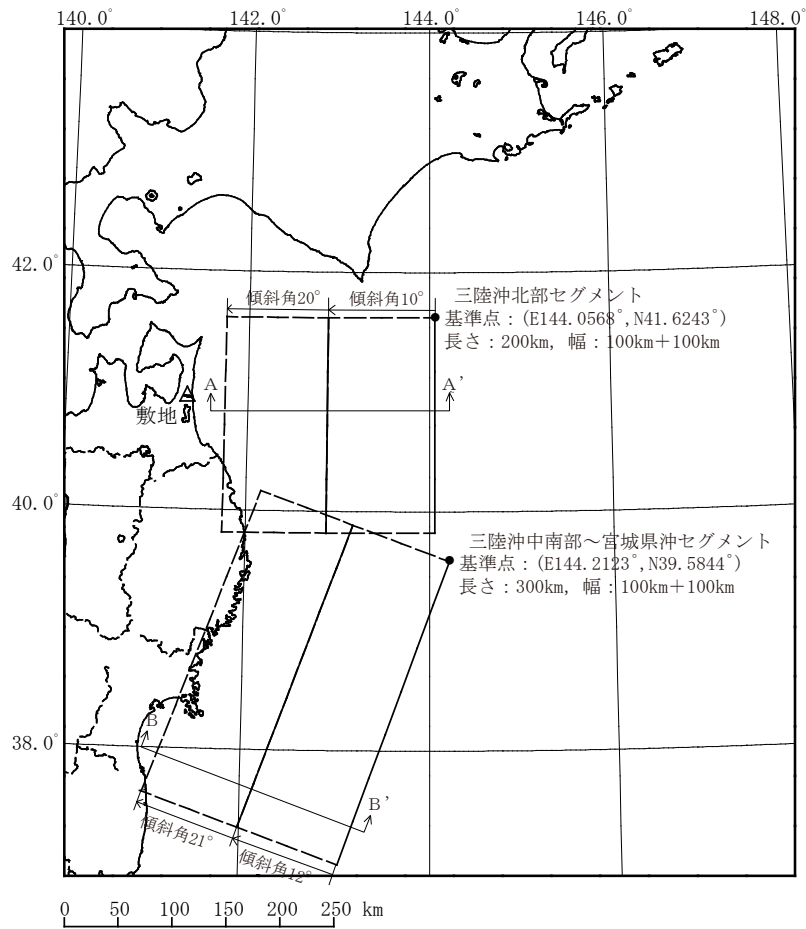 140.0° 142.0° 144.0° 146.0° 148.0°
42.0°
傾斜角20° 傾斜角10°
三陸沖北部セグメント
基準点：(E144.0568°,N41.6243°)
長さ：200km, 幅：100km＋100km
A A’
敷地
40.0°
三陸沖中南部～宮城県沖セグメント
基準点：(E144.2123°,N39.5844°)
長さ：300km, 幅：100km＋100km
38.0°
B
B’
傾斜角21°
傾斜角12°
0 50 100 150 200 250 km